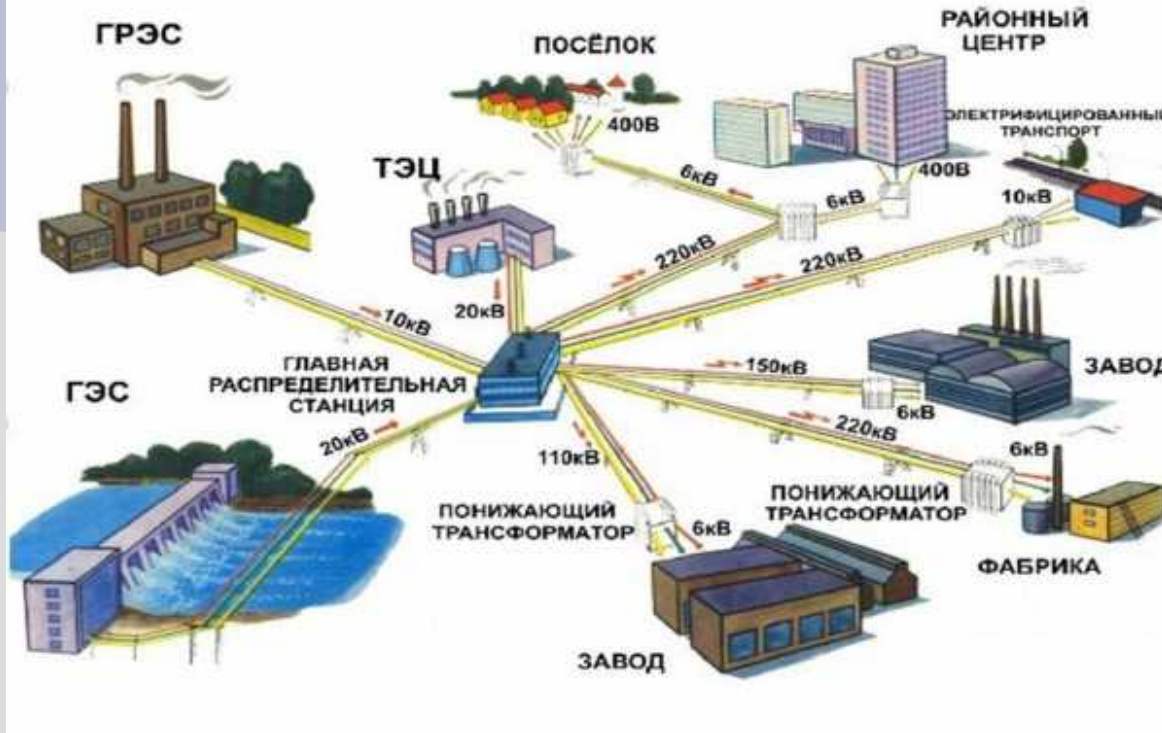 ГРЭС
ПОСЁЛОК
РАЙОННЫЙ
ЦЕНТР
400В
ЭЛЕКТРИФИЦИРОВАННЫЙ
ТРАНСПОРТ
ТЭЦ
6кВ
400В
6кВ
10кВ
220кВ
220кВ
20кВ
10кВ
ГЛАВНАЯ
РАСПРЕДЕЛИТЕЛЬНАЯ
СТАНЦИЯ
150кВ
ЗАВОД
6кВ
ГЭС
20кВ
220кВ
6кВ
110кВ
ПОНИЖАЮЩИЙ
ТРАНСФОРМАТОР
6кВ
ПОНИЖАЮЩИЙ
ТРАНСФОРМАТОР
ФАБРИКА
ЗАВОД